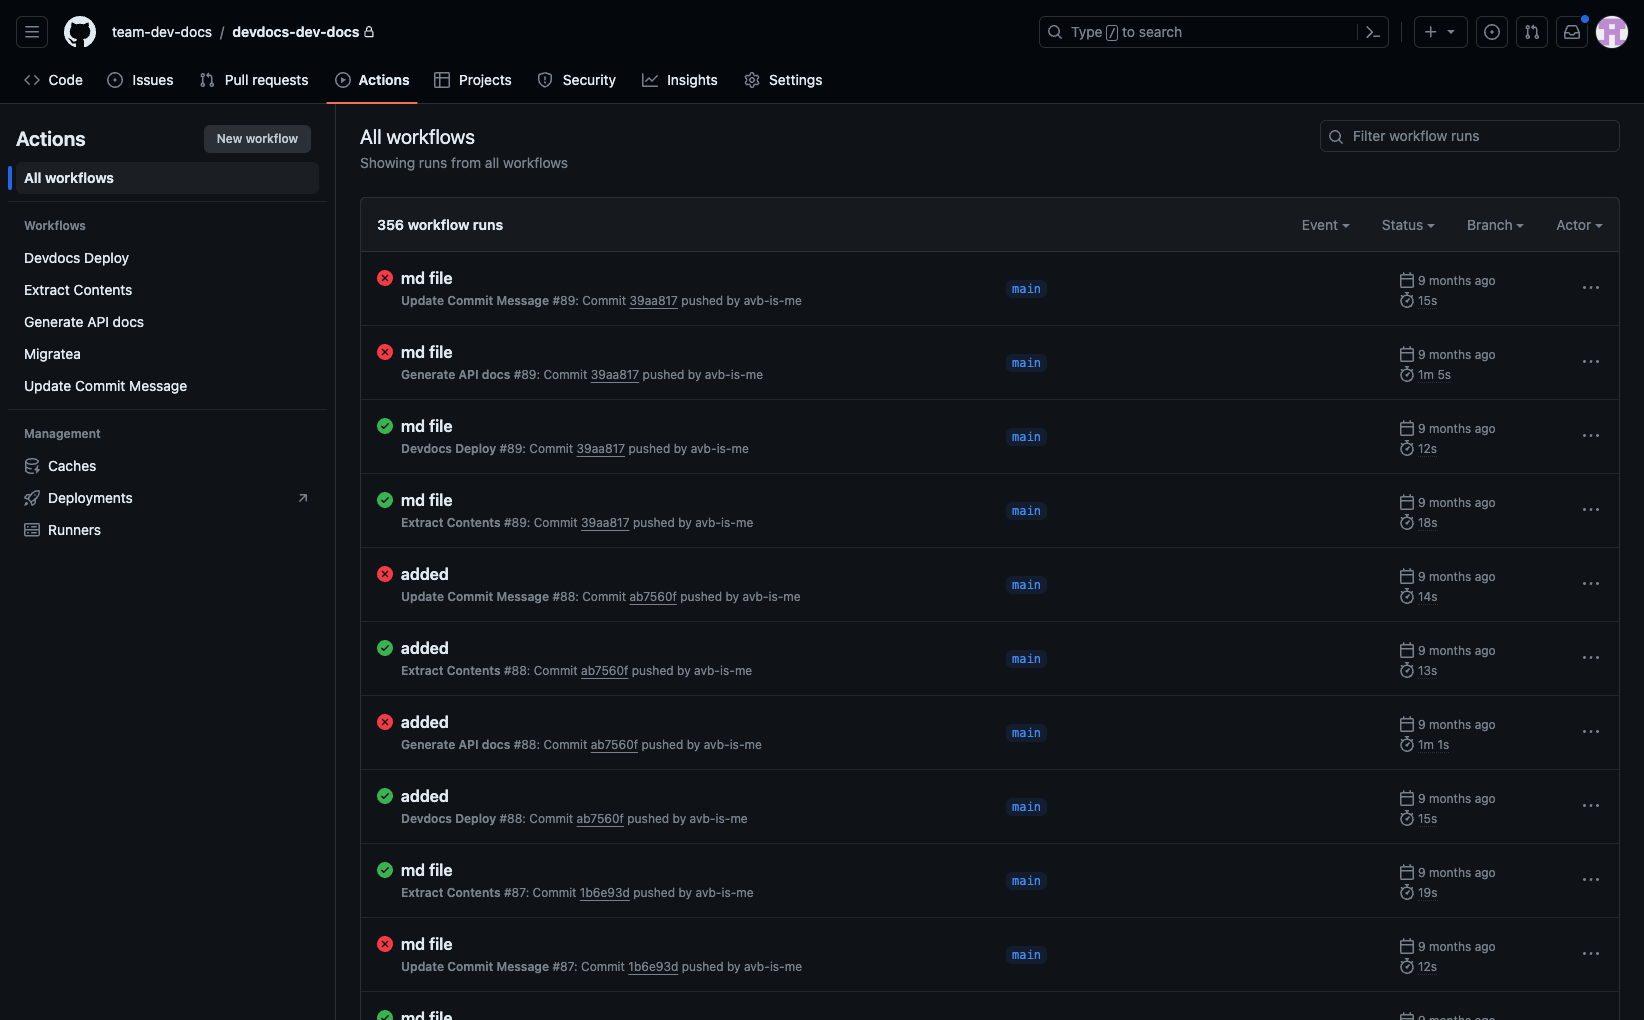 team-dev-docs / devdocs-dev-docs
Type / to search
Code
Issues
Pull requests
Actions
Projects
Security
Insights
Settings
Actions
New workflow
All workflows
Workflows
Devdocs Deploy
Extract Contents
Generate API docs
Migratea
Update Commit Message
Management
Caches
Deployments
Runners
All workflows
Showing runs from all workflows
Filter workflow runs
356 workflow runs
Event
Status
Branch
Actor
md file
Update Commit Message #89: Commit 39aa817 pushed by avb-is-me
main
9 months ago
15s
md file
Generate API docs #89: Commit 39aa817 pushed by avb-is-me
main
9 months ago
1m 5s
md file
Devdocs Deploy #89: Commit 39aa817 pushed by avb-is-me
main
9 months ago
12s
md file
Extract Contents #89: Commit 39aa817 pushed by avb-is-me
main
9 months ago
18s
added
Update Commit Message #88: Commit ab7560f pushed by avb-is-me
main
9 months ago
14s
added
Extract Contents #88: Commit ab7560f pushed by avb-is-me
main
9 months ago
13s
added
Generate API docs #88: Commit ab7560f pushed by avb-is-me
main
9 months ago
1m 1s
added
Devdocs Deploy #88: Commit ab7560f pushed by avb-is-me
main
9 months ago
15s
md file
Extract Contents #87: Commit 1b6e93d pushed by avb-is-me
main
9 months ago
19s
md file
Update Commit Message #87: Commit 1b6e93d pushed by avb-is-me
main
9 months ago
12s
md file
9 months ago